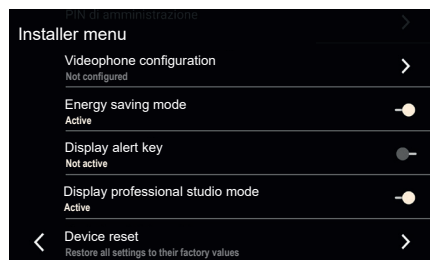 PIN di amministrazione
Installer menu
Videophone configuration
Not configured
Energy saving mode
Active
Display alert key
Not active
Display professional studio mode
Active
Device reset
Restore all settings to their factory values